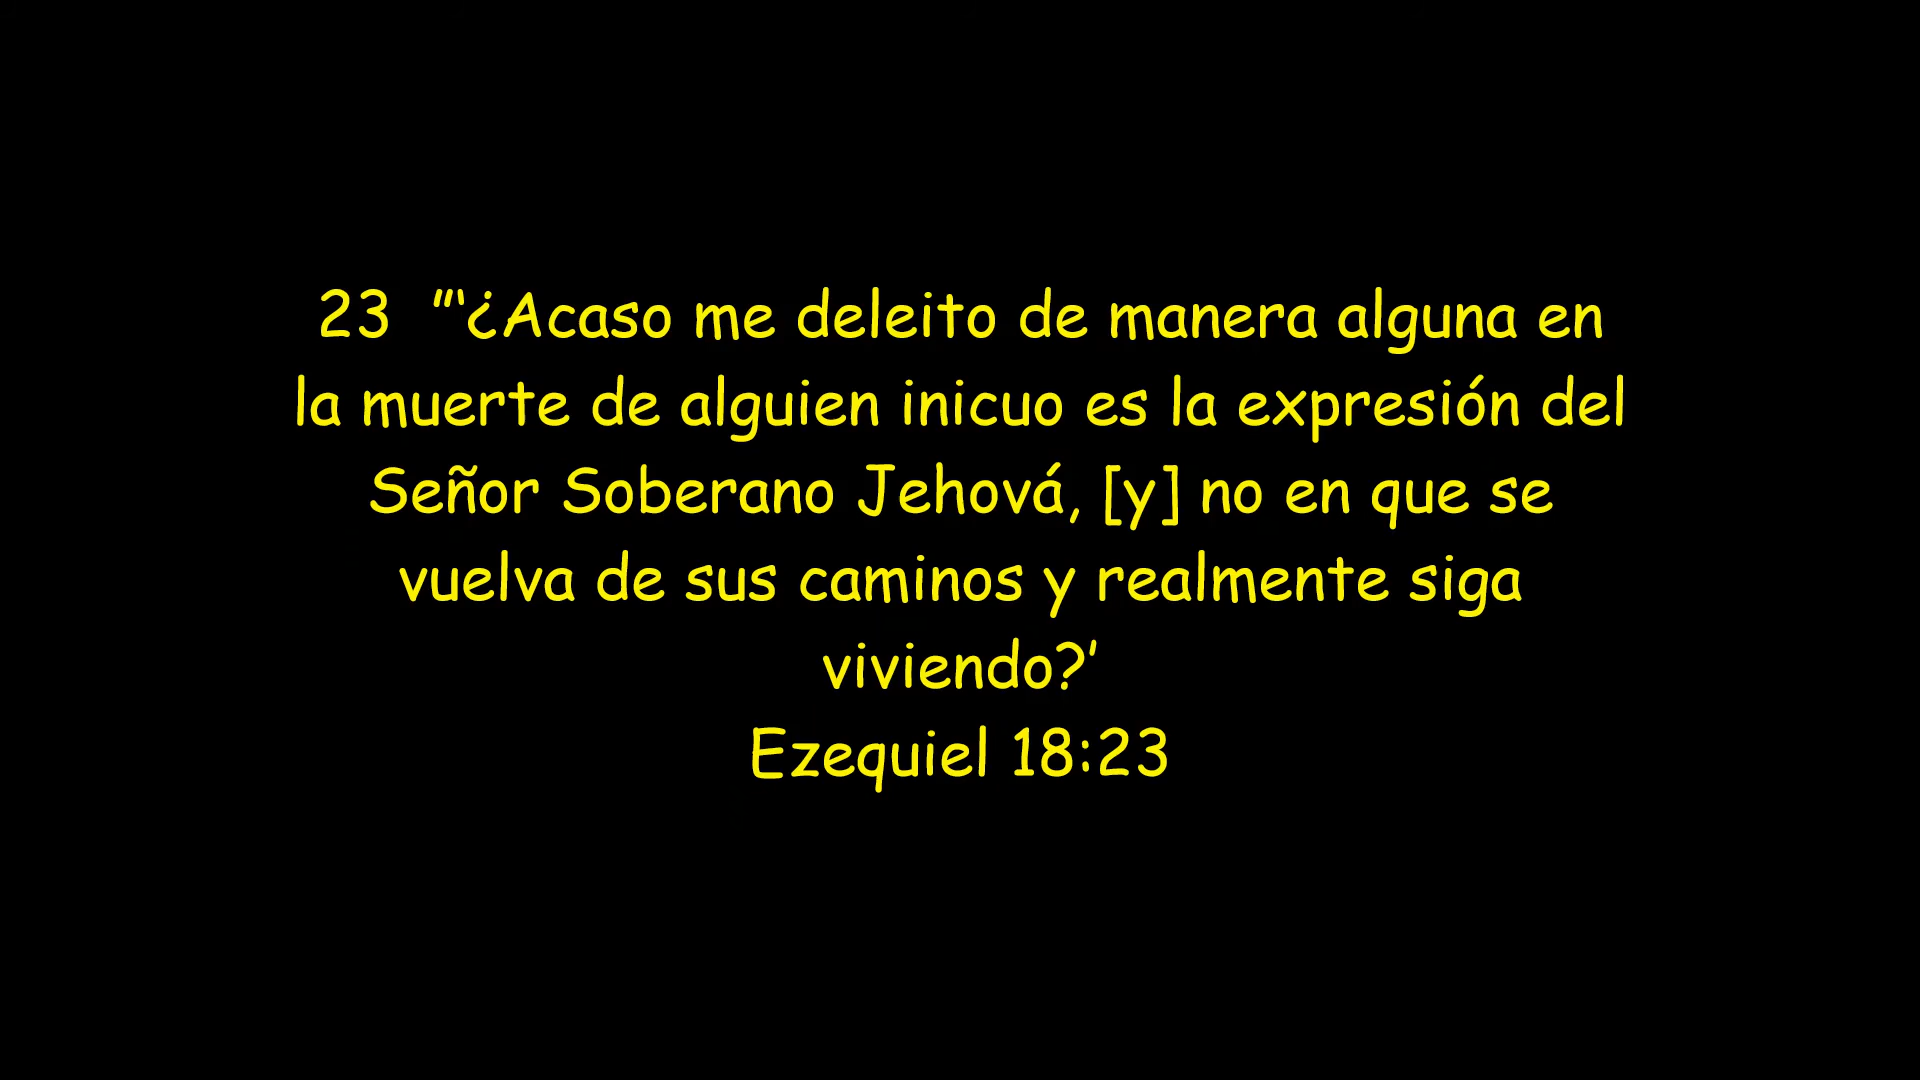 23  ”‘¿Acaso me deleito de manera alguna en
la muerte de alguien inicuo es la expresión del
Señor Soberano Jehová, [y] no en que se
vuelva de sus caminos y realmente siga
viviendo?’
Ezequiel 18:23